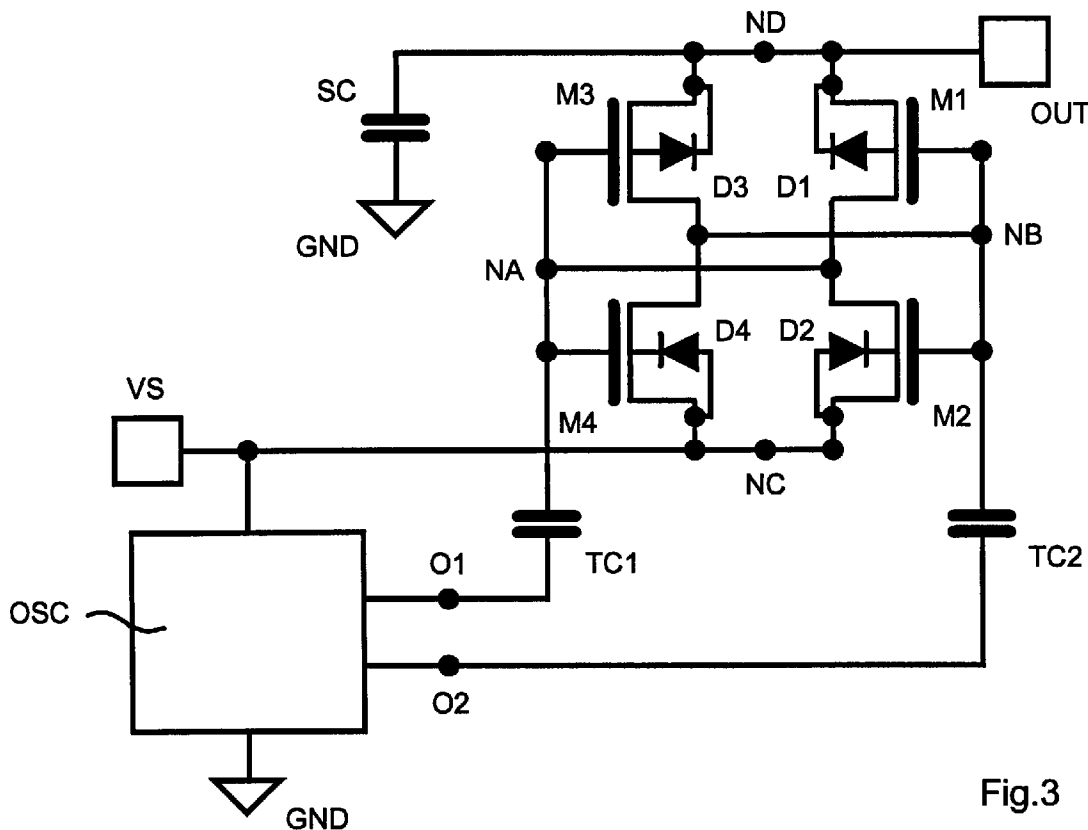 ND
SC
M3
M1
OUT
D3
D1
GND
NA
NB
D4
D2
VS
M4
M2
NC
TC1
TC2
O1
OSC
O2
GND
Fig.3